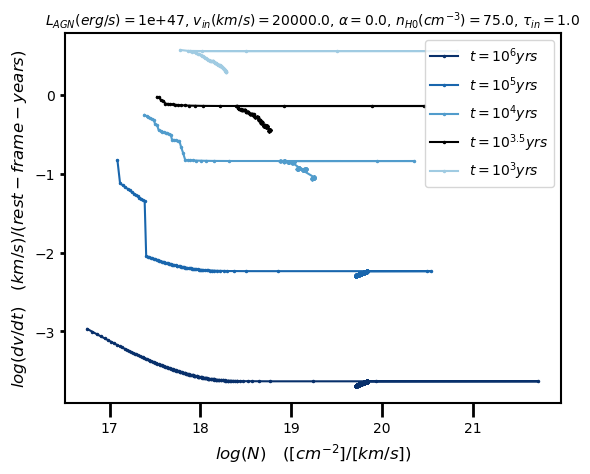 L_{AGN}(erg/s) = 1e+47, v_{in}(km/s) = 20000.0, α = 0.0, n_{H0}(cm^{-3}) = 75.0, τ_{in} = 1.0
t = 10^6 yrs
t = 10^5 yrs
t = 10^4 yrs
t = 10^{3.5} yrs
t = 10^3 yrs
log(dv/dt) (km/s)/(rest − frame − years)
0
−1
−2
−3
17 18 19 20 21
log(N) ([cm^{-2}]/[km/s])